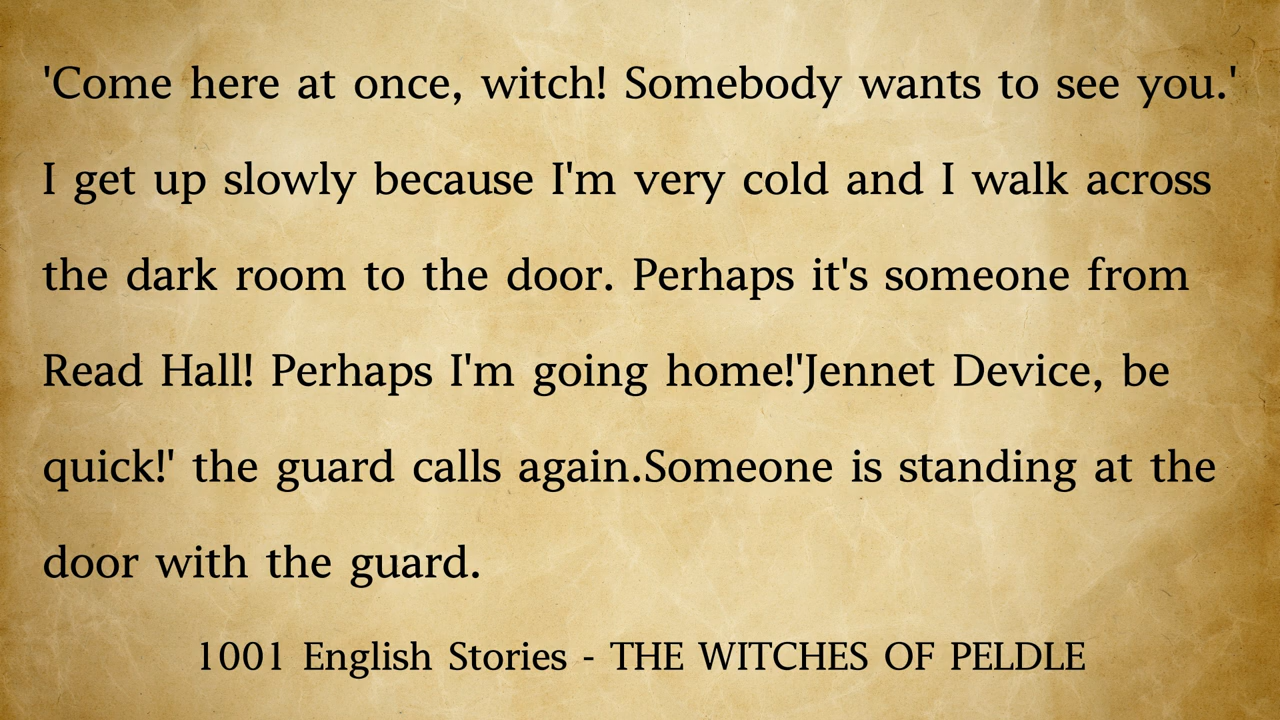 'Come here at once, witch! Somebody wants to see you.'
I get up slowly because I'm very cold and I walk across
the dark room to the door. Perhaps it's someone from
Read Hall! Perhaps I'm going home!'Jennet Device, be
quick!' the guard calls again.Someone is standing at the
door with the guard.
1001 English Stories - THE WITCHES OF PELDLE